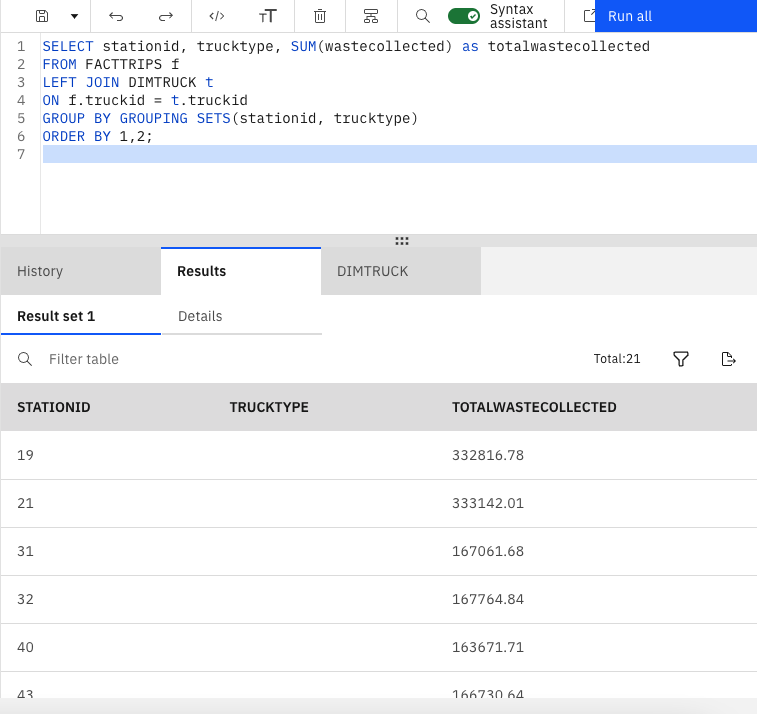 Syntax assistant
Run all
1 SELECT stationid, trucktype, SUM(wastecollected) as totalwastecollected
2 FROM FACTTRIPS f
3 LEFT JOIN DIMTRUCK t
4 ON f.truckid = t.truckid
5 GROUP BY GROUPING SETS(stationid, trucktype)
6 ORDER BY 1,2;
7
History Results DIMTRUCK
Result set 1 Details
Filter table Total:21
STATIONID TRUCKTYPE TOTALWASTECOLLECTED
19 332816.78
21 333142.01
31 167061.68
32 167764.84
40 163671.71
43 166730.64